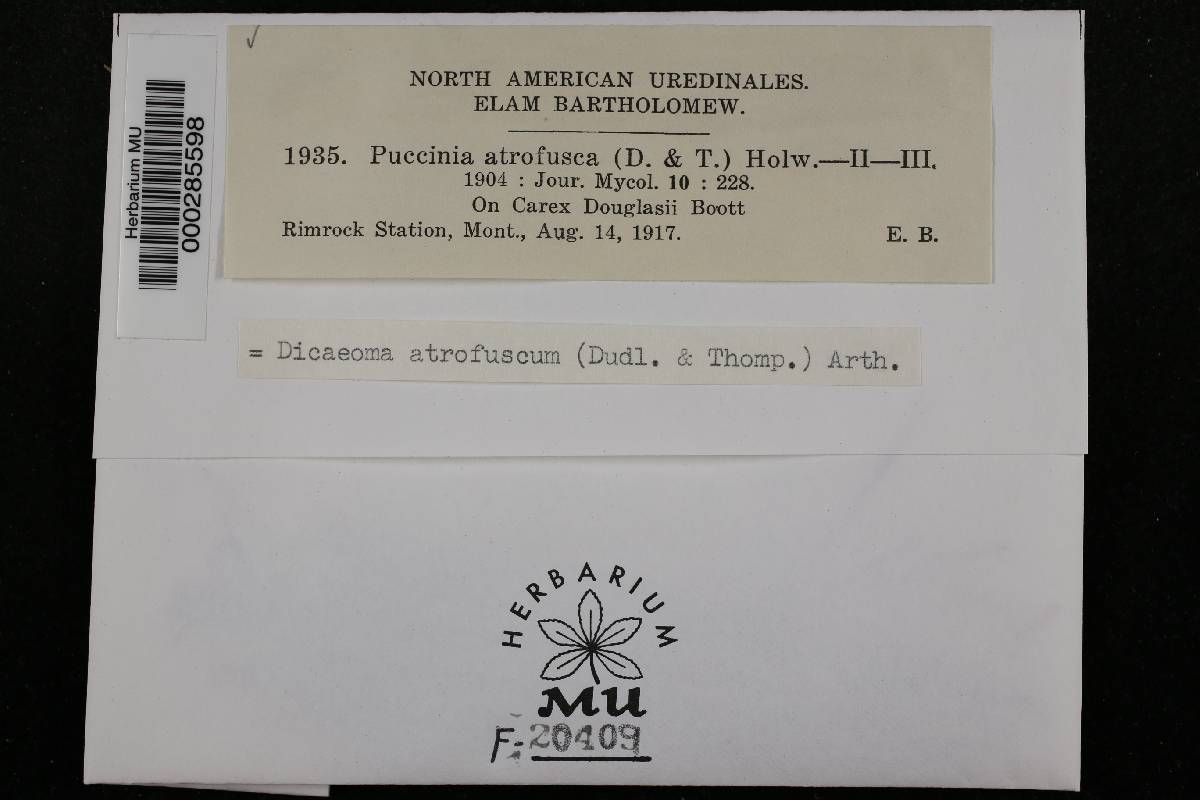 Herbarium MU
000285598
NORTH AMERICAN UREDINALES.
ELAM BARTHOLOMEW.
1935. Puccinia atrofusca (D. & T.) Holw.—II—III.
1904 : Jour. Mycol. 10 : 228.
On Carex Douglasii Boott
Rimrock Station, Mont., Aug. 14, 1917. E. B.
= Dicaeoma atrofuscum (Dudl. & Thomp.) Arth.
HERBARIUM
MU
F- 20409